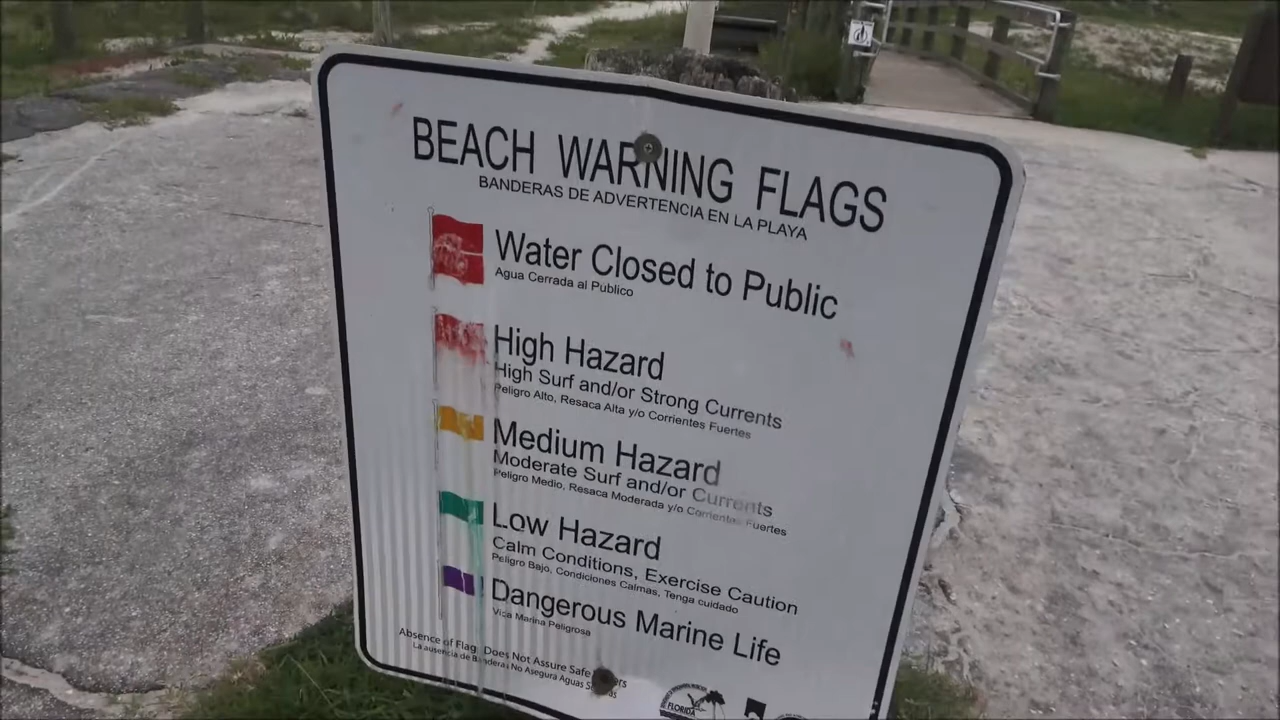 BEACH WARNING FLAGS
BANDERAS DE ADVERTENCIA EN LA PLAYA
Water Closed to Public
Agua Cerrada al Publico
High Hazard
High Surf and/or Strong Currents
Peligro Alto, Resaca Alta y/o Corrientes Fuertes
Medium Hazard
Moderate Surf and/or Currents
Peligro Medio, Resaca Moderada y/o Corrientes Fuertes
Low Hazard
Calm Conditions, Exercise Caution
Peligro Bajo, Condiciones Calmas, Tenga cuidado
Dangerous Marine Life
Vida Marina Peligrosa
Absence of Flags Does Not Assure Safe
La ausencia de Banderas No Asegura Aguas
FLORIDA